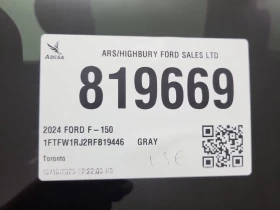 ARS/HIGHBURY FORD SALES LTD
ADESA
819669
2024 FORD F-150
1FTFW1RJ2RFB19446 GRAY
Toronto